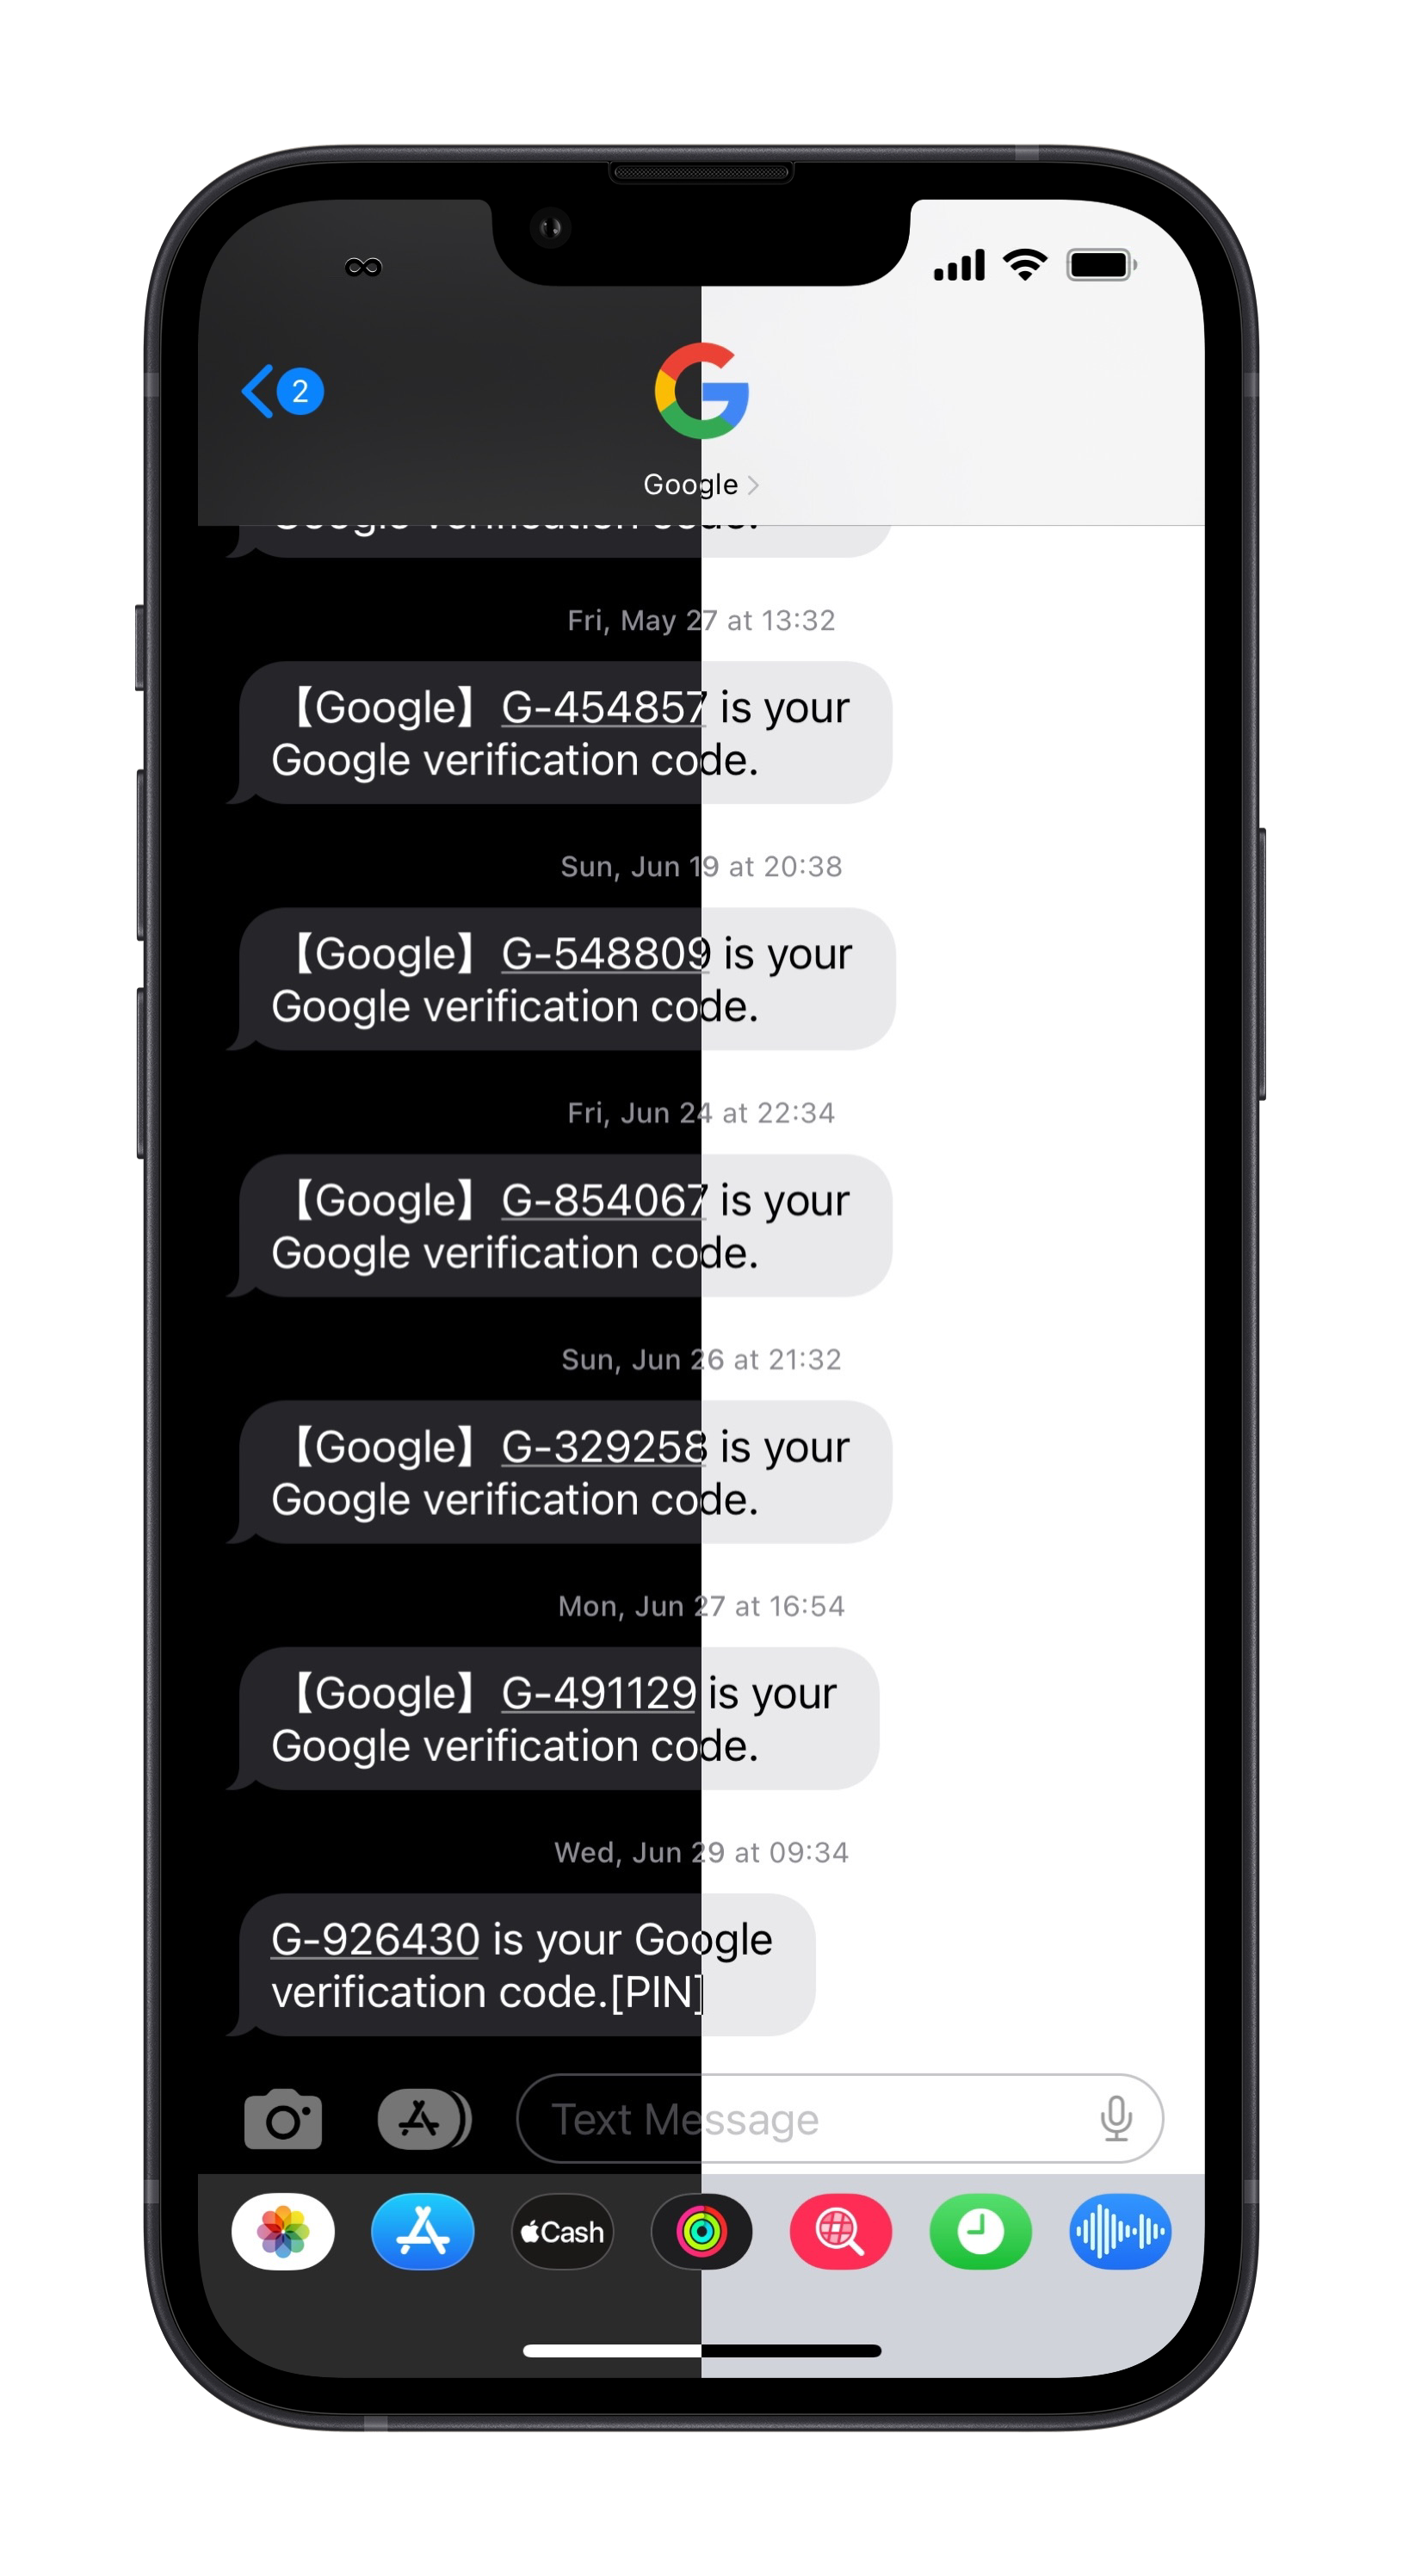 ∞
2
Google
Google verification code.
Fri, May 27 at 13:32
【Google】 G-454857 is your
Google verification code.
Sun, Jun 19 at 20:38
【Google】 G-548809 is your
Google verification code.
Fri, Jun 24 at 22:34
【Google】 G-854067 is your
Google verification code.
Sun, Jun 26 at 21:32
【Google】 G-329258 is your
Google verification code.
Mon, Jun 27 at 16:54
【Google】 G-491129 is your
Google verification code.
Wed, Jun 29 at 09:34
G-926430 is your Google
verification code.[PIN]
Text Message
Cash